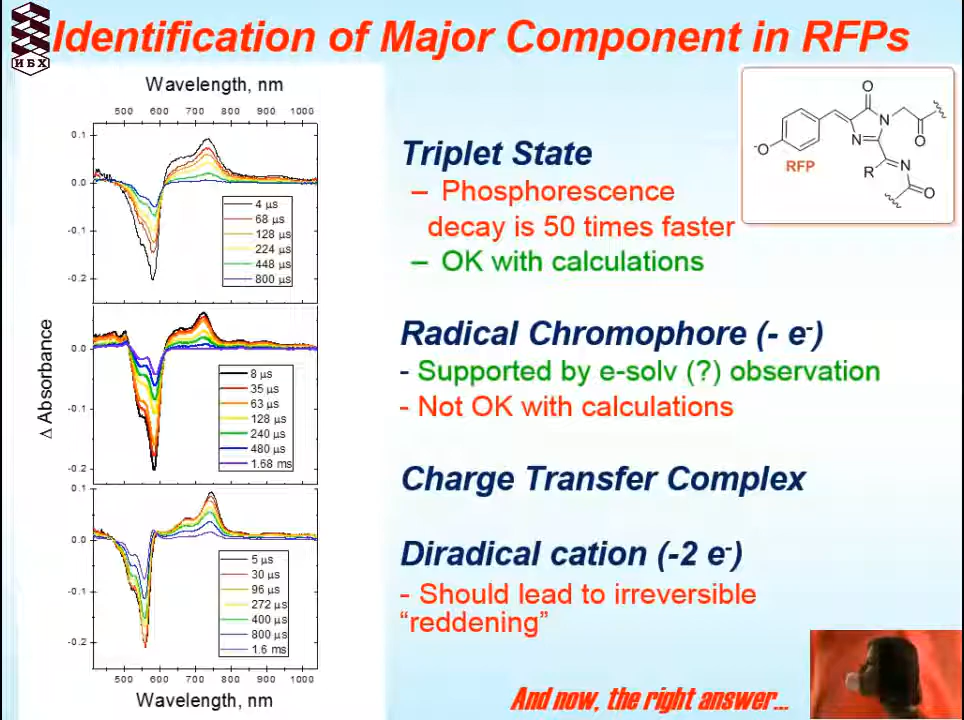 Identification of Major Component in RFPs
ИБХ
Wavelength, nm
500 600 700 800 900 1000
0.1
0.0
-0.1
-0.2
4 µs
68 µs
128 µs
224 µs
448 µs
800 µs
Δ Absorbance
0.0
-0.1
-0.2
8 µs
35 µs
63 µs
128 µs
240 µs
480 µs
1.68 ms
0.1
0.0
-0.1
-0.2
5 µs
30 µs
96 µs
272 µs
400 µs
800 µs
1.6 ms
500 600 700 800 900 1000
Wavelength, nm
Triplet State
– Phosphorescence
decay is 50 times faster
– OK with calculations
O
N
N
O
-O
RFP
R
N
O
Radical Chromophore (- e-)
- Supported by e-solv (?) observation
- Not OK with calculations
Charge Transfer Complex
Diradical cation (-2 e-)
- Should lead to irreversible
“reddening”
And now, the right answer...